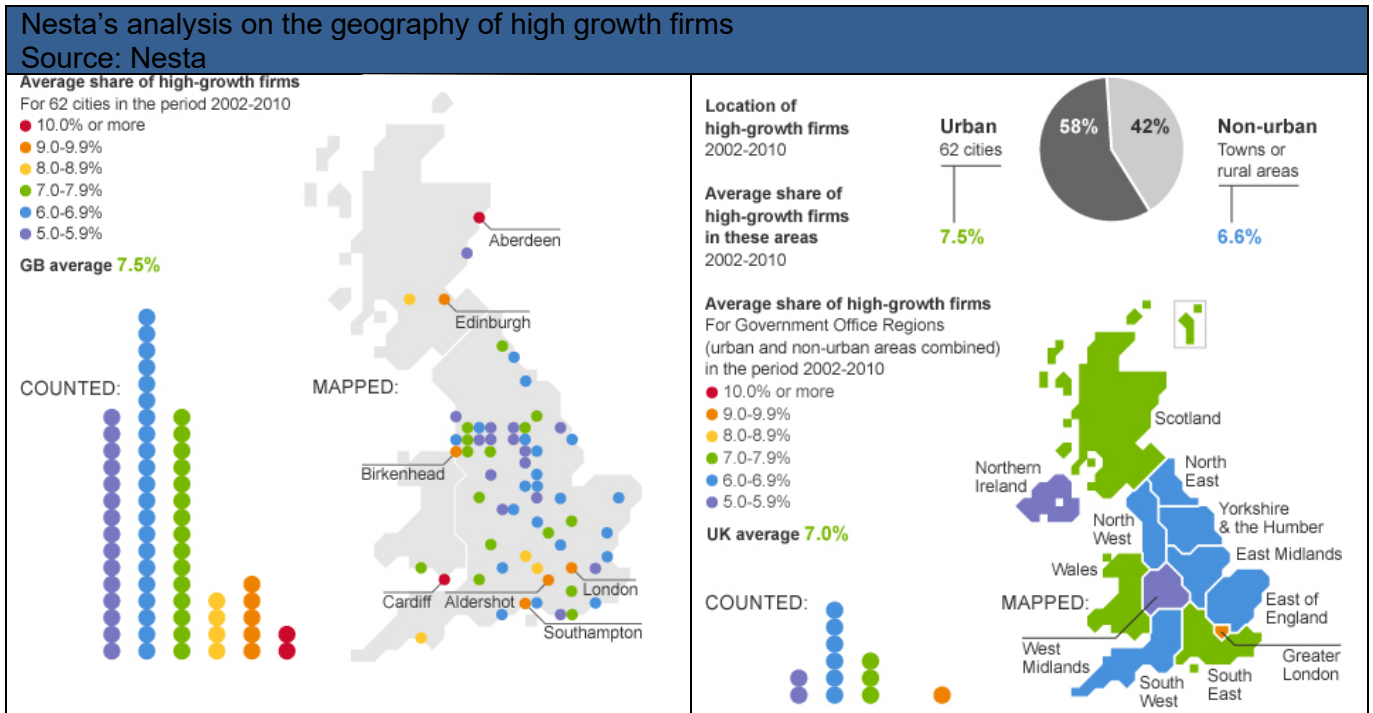 Nesta's analysis on the geography of high growth firms
Source: Nesta
Average share of high-growth firms
For 62 cities in the period 2002-2010
10.0% or more
9.0-9.9%
8.0-8.9%
7.0-7.9%
6.0-6.9%
5.0-5.9%
GB average 7.5%
COUNTED:
MAPPED:
Aberdeen
Edinburgh
Birkenhead
Cardiff
Aldershot
London
Southampton
Location of
high-growth firms
2002-2010
Urban
62 cities
58%
42%
Non-urban
Towns or
rural areas
Average share of
high-growth firms
in these areas
2002-2010
7.5%
6.6%
Average share of high-growth firms
For Government Office Regions
(urban and non-urban areas combined)
in the period 2002-2010
10.0% or more
9.0-9.9%
8.0-8.9%
7.0-7.9%
6.0-6.9%
5.0-5.9%
UK average 7.0%
COUNTED:
MAPPED:
Scotland
Northern
Ireland
North
East
North
West
Yorkshire
& the Humber
East Midlands
Wales
East of
England
West
Midlands
Greater
London
South
West
South
East